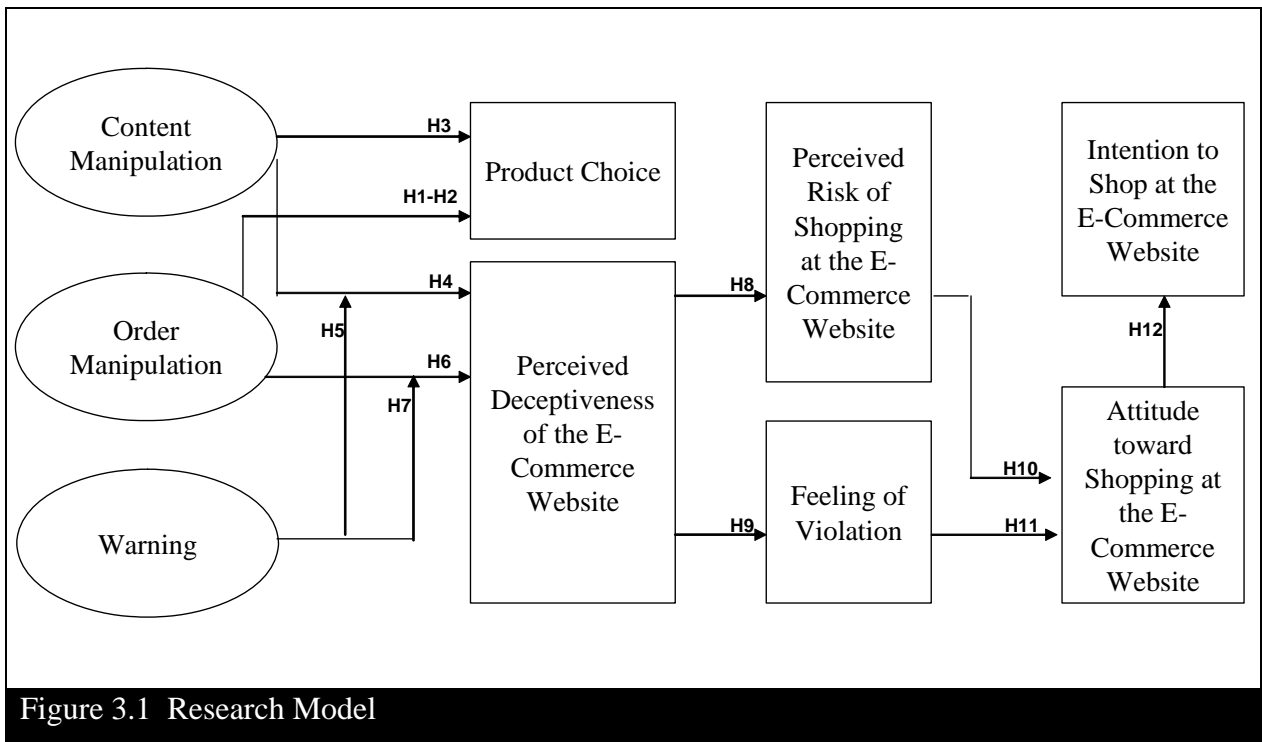 Content
Manipulation
H3
Product Choice
H1-H2
Order
Manipulation
H4
H5
H6
H7
Warning
Perceived
Deceptiveness
of the E-
Commerce
Website
H8
H9
Perceived
Risk of
Shopping
at the E-
Commerce
Website
Feeling of
Violation
H10
H11
Intention to
Shop at the
E-Commerce
Website
H12
Attitude
toward
Shopping at
the E-
Commerce
Website
Figure 3.1 Research Model